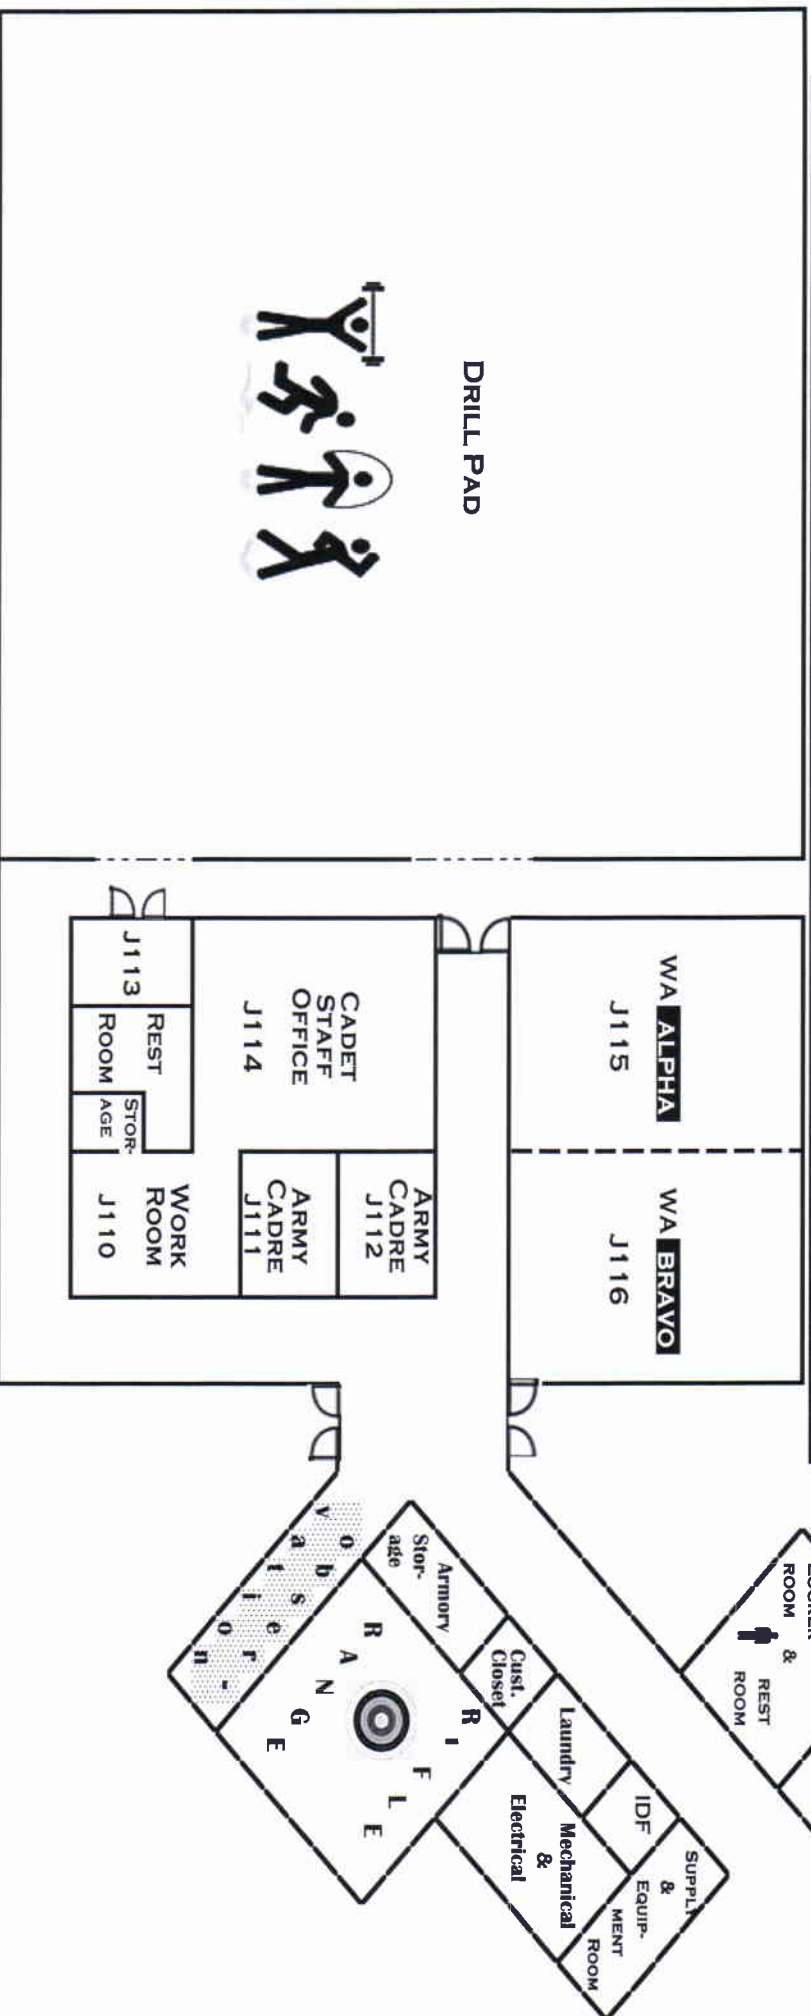 DRILL PAD
WA ALPHA
J115
WA BRAVO
J116
CADET
STAFF
OFFICE
J114
ARMY
CADRE
J112
ARMY
CADRE
J111
J113
REST
ROOM
STOR-
AGE
WORK
ROOM
J110
ROOM &
REST
ROOM
Armory
Stor-
age
Cust.
Closet
Laundry
IDF
SUPPLY
&
EQUIP-
MENT
ROOM
Mechanical
&
Electrical
RIFLE
RANGE
obser-
vation